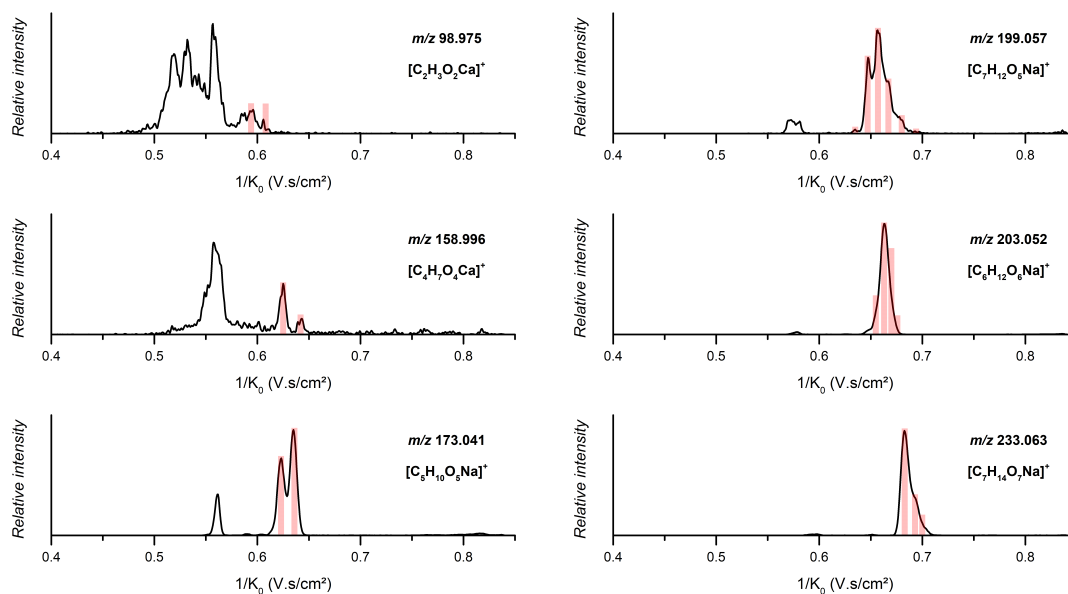 Relative intensity
m/z 98.975
[C₂H₃O₂Ca]⁺
0.4 0.5 0.6 0.7 0.8
1/K₀ (V.s/cm²)
Relative intensity
m/z 199.057
[C₇H₁₂O₅Na]⁺
0.4 0.5 0.6 0.7 0.8
1/K₀ (V.s/cm²)
Relative intensity
m/z 158.996
[C₄H₇O₄Ca]⁺
0.4 0.5 0.6 0.7 0.8
1/K₀ (V.s/cm²)
Relative intensity
m/z 203.052
[C₆H₁₂O₆Na]⁺
0.4 0.5 0.6 0.7 0.8
1/K₀ (V.s/cm²)
Relative intensity
m/z 173.041
[C₅H₁₀O₅Na]⁺
0.4 0.5 0.6 0.7 0.8
1/K₀ (V.s/cm²)
Relative intensity
m/z 233.063
[C₇H₁₄O₇Na]⁺
0.4 0.5 0.6 0.7 0.8
1/K₀ (V.s/cm²)